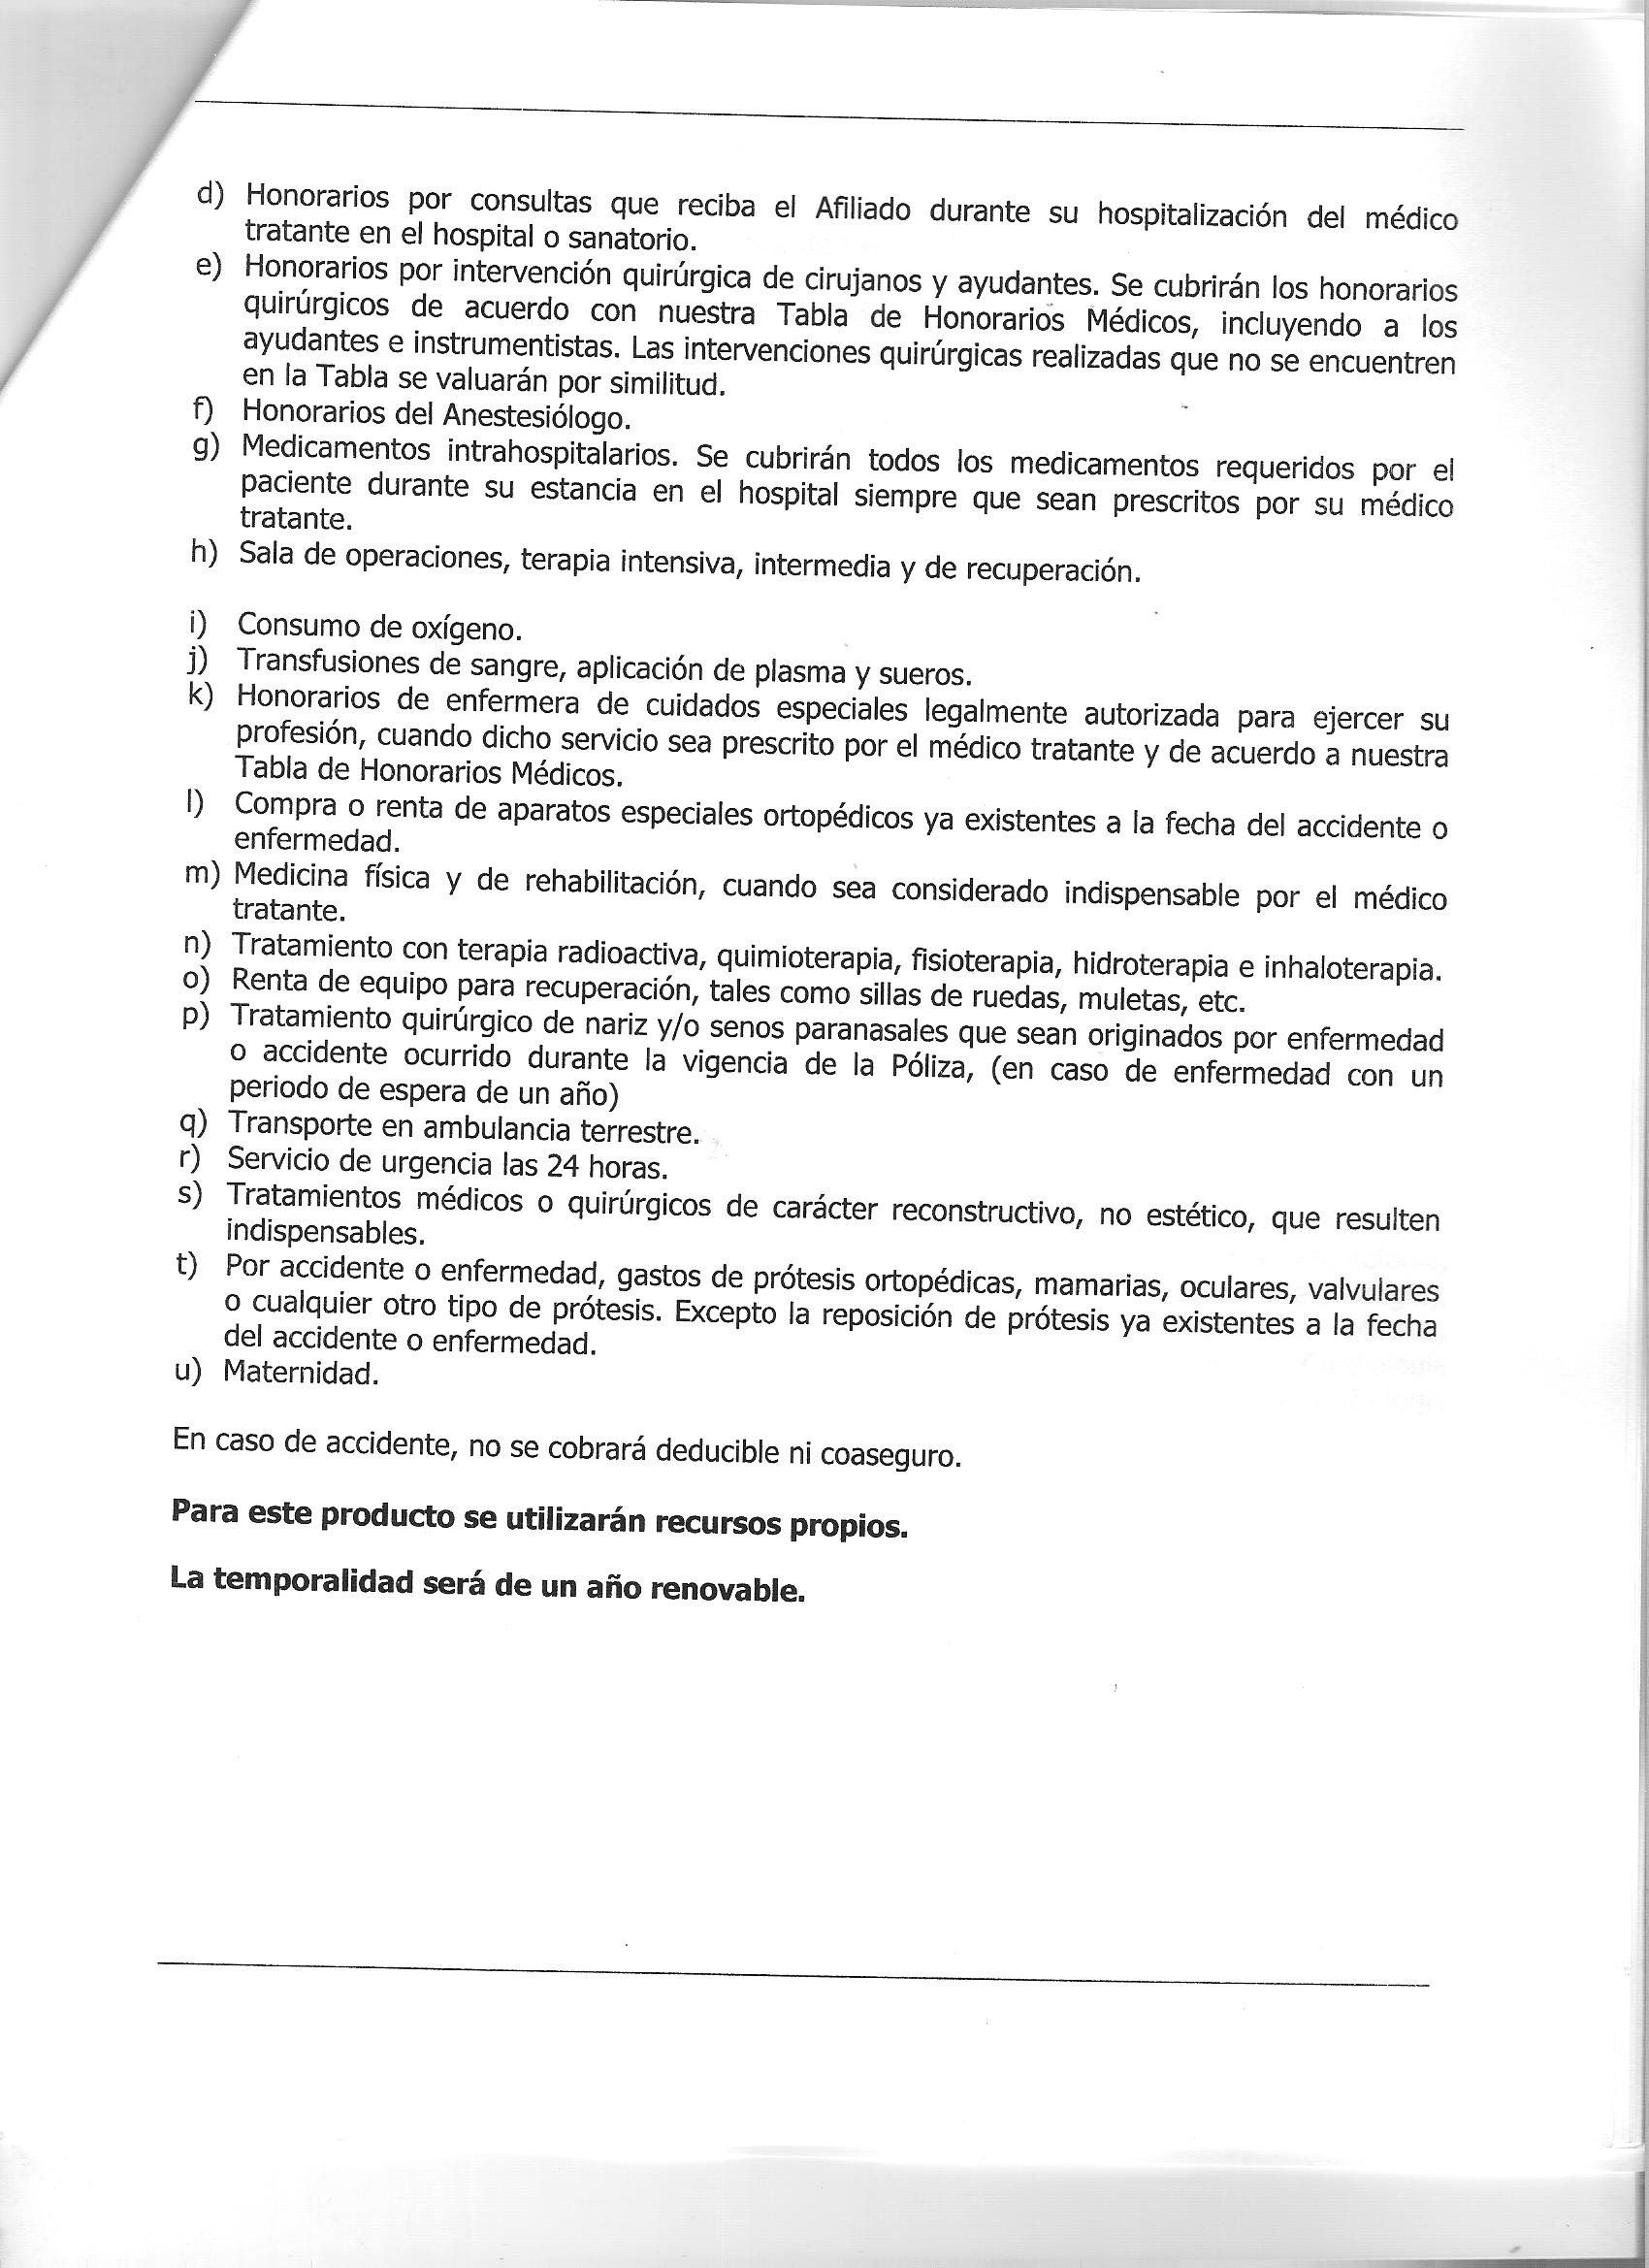 d) Honorarios por consultas que reciba el Afiliado durante su hospitalización del médico
tratante en el hospital o sanatorio.
e) Honorarios por intervención quirúrgica de cirujanos y ayudantes. Se cubrirán los honorarios
quirúrgicos de acuerdo con nuestra Tabla de Honorarios Médicos, incluyendo a los
ayudantes e instrumentistas. Las intervenciones quirúrgicas realizadas que no se encuentren
en la Tabla se valuarán por similitud.
f) Honorarios del Anestesiólogo.
g) Medicamentos intrahospitalarios. Se cubrirán todos los medicamentos requeridos por el
paciente durante su estancia en el hospital siempre que sean prescritos por su médico
tratante.
h) Sala de operaciones, terapia intensiva, intermedia y de recuperación.
i) Consumo de oxígeno.
j) Transfusiones de sangre, aplicación de plasma y sueros.
k) Honorarios de enfermera de cuidados especiales legalmente autorizada para ejercer su
profesión, cuando dicho servicio sea prescrito por el médico tratante y de acuerdo a nuestra
Tabla de Honorarios Médicos.
l) Compra o renta de aparatos especiales ortopédicos ya existentes a la fecha del accidente o
enfermedad.
m) Medicina física y de rehabilitación, cuando sea considerado indispensable por el médico
tratante.
n) Tratamiento con terapia radioactiva, quimioterapia, fisioterapia, hidroterapia e inhaloterapia.
o) Renta de equipo para recuperación, tales como sillas de ruedas, muletas, etc.
p) Tratamiento quirúrgico de nariz y/o senos paranasales que sean originados por enfermedad
o accidente ocurrido durante la vigencia de la Póliza, (en caso de enfermedad con un
periodo de espera de un año)
q) Transporte en ambulancia terrestre.
r) Servicio de urgencia las 24 horas.
s) Tratamientos médicos o quirúrgicos de carácter reconstructivo, no estético, que resulten
indispensables.
t) Por accidente o enfermedad, gastos de prótesis ortopédicas, mamarias, oculares, valvulares
o cualquier otro tipo de prótesis. Excepto la reposición de prótesis ya existentes a la fecha
del accidente o enfermedad.
u) Maternidad.
En caso de accidente, no se cobrará deducible ni coaseguro.
Para este producto se utilizarán recursos propios.
La temporalidad será de un año renovable.